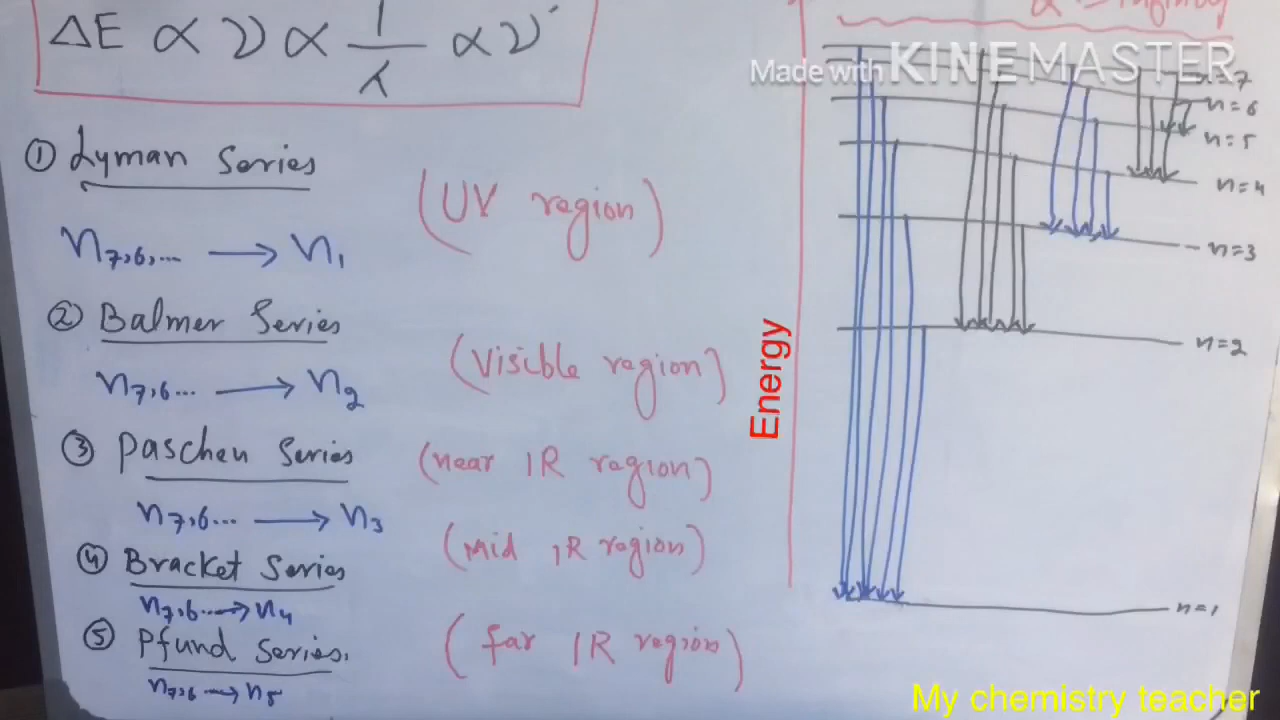 ΔE ∝ ν ∝ 1/λ ∝ ν̄
Made with KINEMASTER
① Lyman Series
(UV region)
n7,6,... → n1
② Balmer Series
(Visible region)
n7,6... → n2
③ Paschen Series
(near IR region)
n7,6... → n3
④ Bracket Series
(Mid IR region)
n7,6... → n4
⑤ Pfund Series.
(far IR region)
n7,6 → n5
Energy
n=7
n=6
n=5
n=4
n=3
n=2
n=1
My chemistry teacher